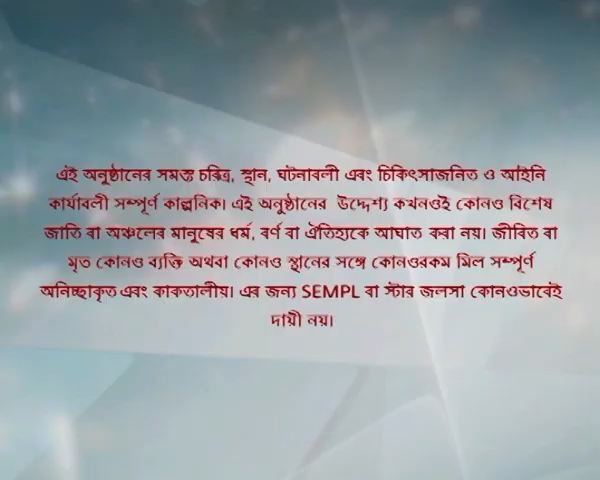 এই অনুষ্ঠানের সমস্ত চরিত্র, স্থান, ঘটনাবলী এবং চিকিৎসাজনিত ও আইনি
কার্যাবলী সম্পূর্ণ কাল্পনিক। এই অনুষ্ঠানের উদ্দেশ্য কখনওই কোনও বিশেষ
জাতি বা অঞ্চলের মানুষের ধর্ম, বর্ণ বা ঐতিহ্যকে আঘাত করা নয়। জীবিত বা
মৃত কোনও ব্যক্তি অথবা কোনও স্থানের সঙ্গে কোনওরকম মিল সম্পূর্ণ
অনিচ্ছাকৃত এবং কাকতালীয়। এর জন্য SEMPL বা স্টার জলসা কোনওভাবেই
দায়ী নয়।